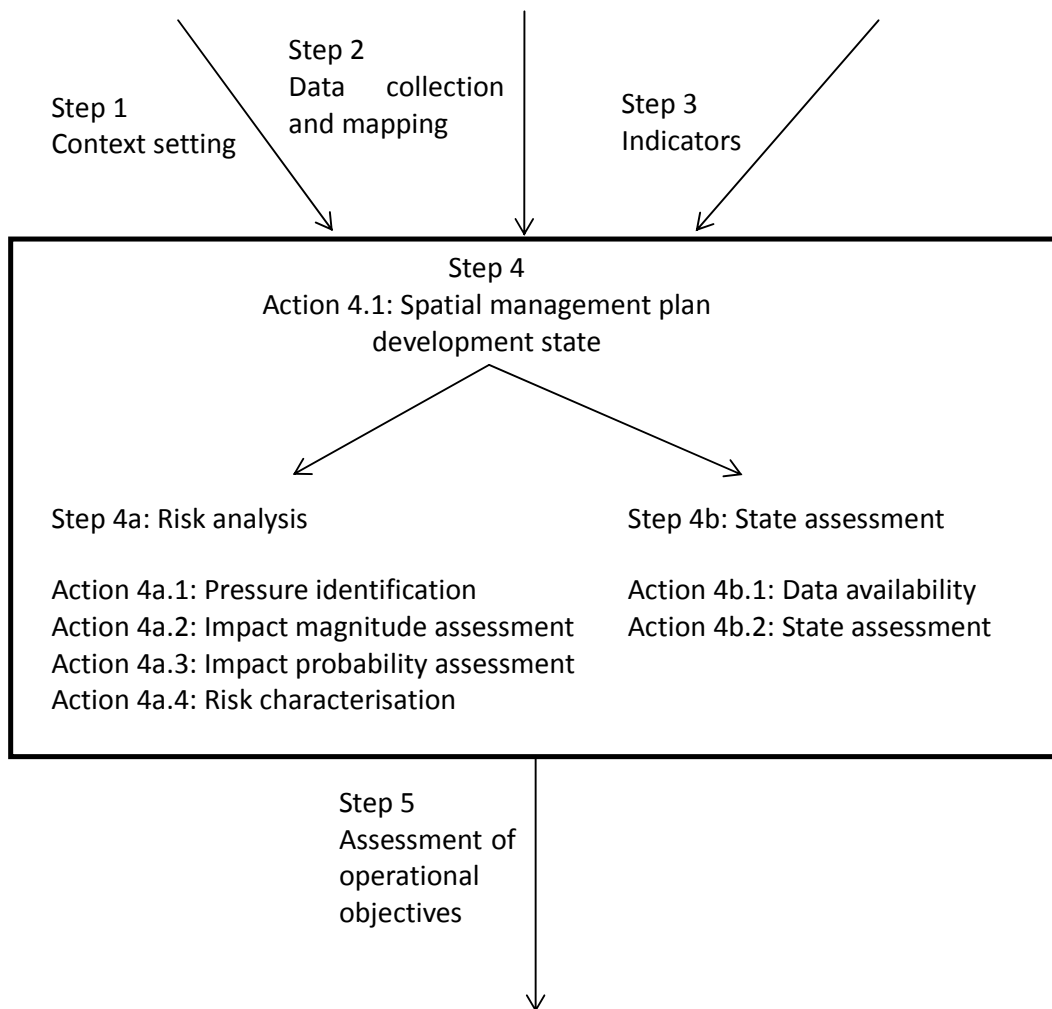 Step 1
Context setting
Step 2
Data collection
and mapping
Step 3
Indicators
Step 4
Action 4.1: Spatial management plan
development state
Step 4a: Risk analysis
Action 4a.1: Pressure identification
Action 4a.2: Impact magnitude assessment
Action 4a.3: Impact probability assessment
Action 4a.4: Risk characterisation
Step 4b: State assessment
Action 4b.1: Data availability
Action 4b.2: State assessment
Step 5
Assessment of
operational
objectives